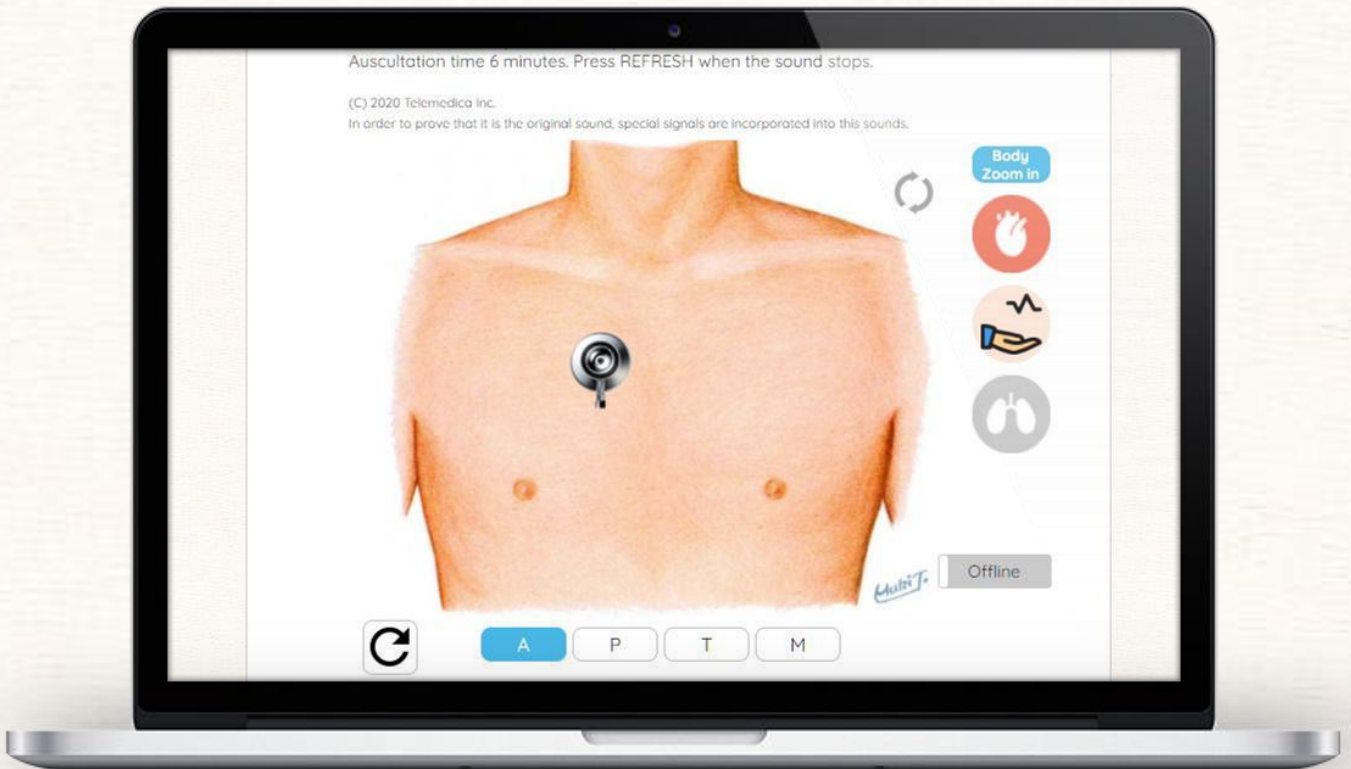 Auscultation time 6 minutes. Press REFRESH when the sound stops.
(C) 2020 Telemedica Inc.
In order to prove that it is the original sound, special signals are incorporated into this sounds.
Body
Zoom in
Offline
A
P
T
M